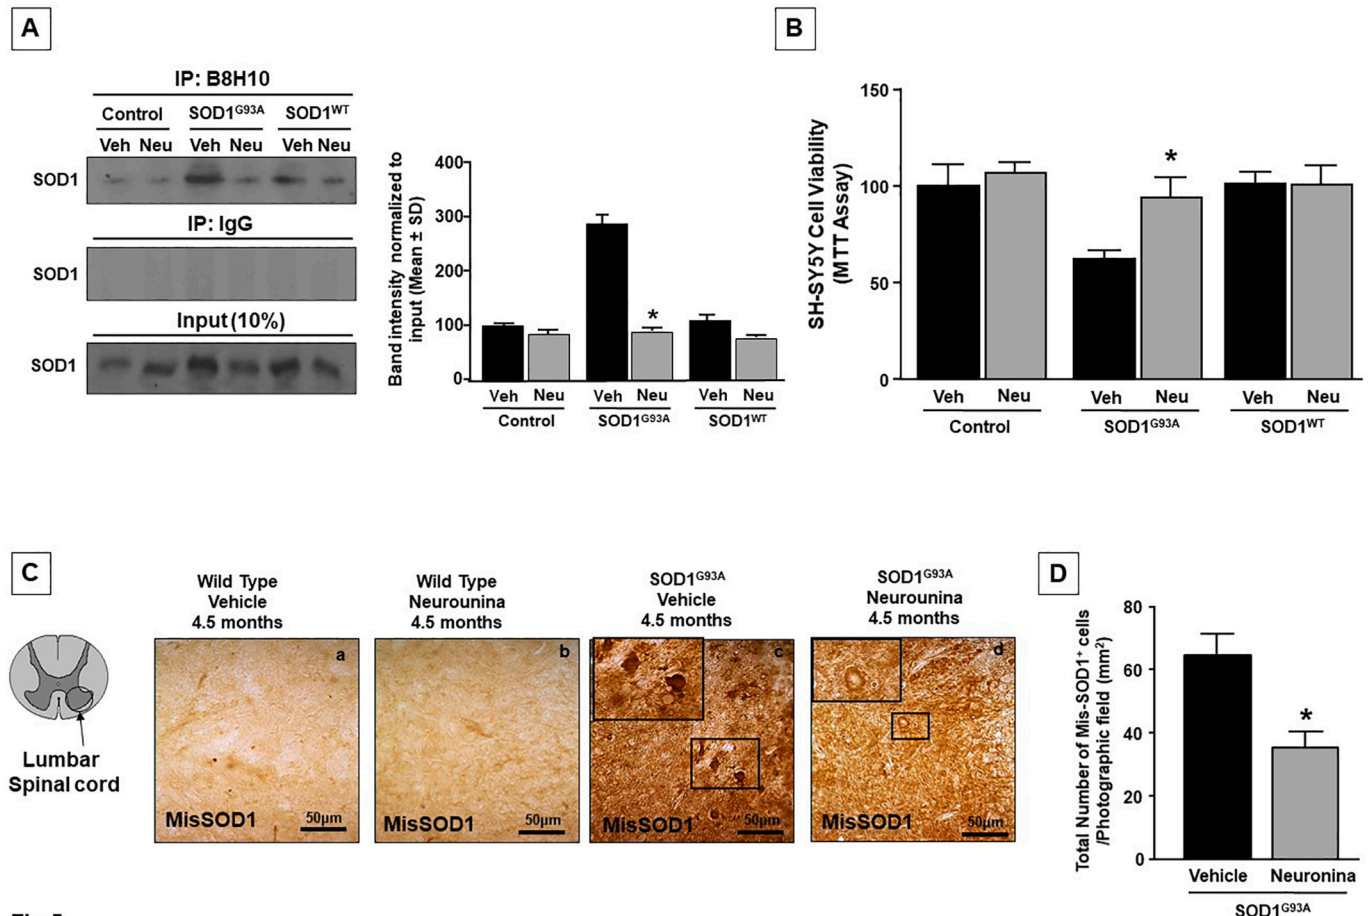 A
IP: B8H10
Control SOD1G93A SOD1WT
Veh Neu Veh Neu Veh Neu
SOD1
IP: IgG
SOD1
Input (10%)
SOD1
Band intensity normalized to
input (Mean ± SD)
400
300
200
100
0
*
Veh Neu Veh Neu Veh Neu
Control SOD1G93A SOD1WT
B
SH-SY5Y Cell Viability
(MTT Assay)
150
100
50
0
*
Veh Neu Veh Neu Veh Neu
Control SOD1G93A SOD1WT
C
Lumbar
Spinal cord
Wild Type
Vehicle
4.5 months
a
MisSOD1
50µm
Wild Type
Neurounina
4.5 months
b
MisSOD1
50µm
SOD1G93A
Vehicle
4.5 months
c
MisSOD1
50µm
SOD1G93A
Neurounina
4.5 months
d
MisSOD1
50µm
D
Total Number of Mis-SOD1+ cells
/Photographic field (mm2)
80
60
40
20
0
*
Vehicle Neuronina
SOD1G93A